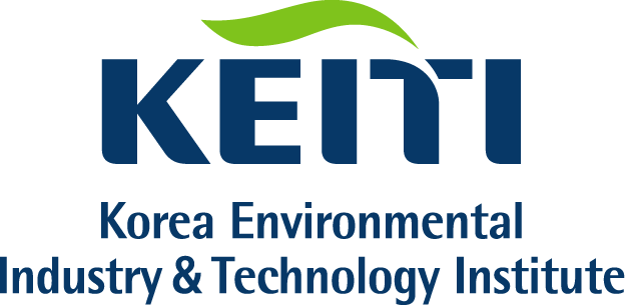 KEITI
Korea Environmental
Industry & Technology Institute